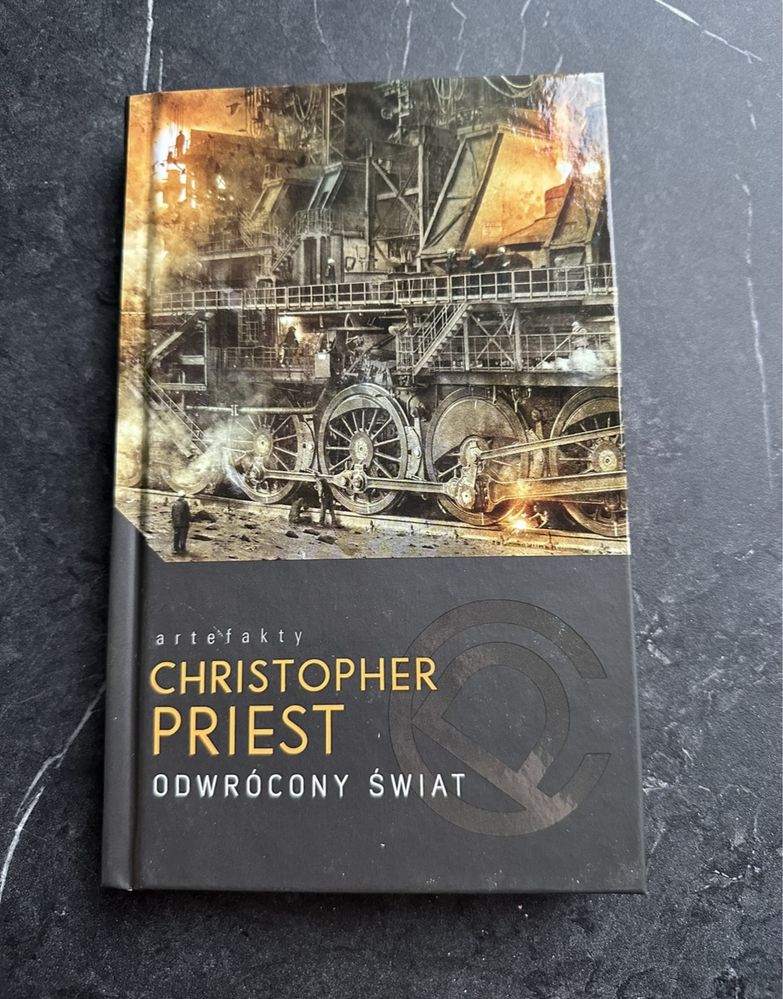 artefakty
CHRISTOPHER
PRIEST
ODWRÓCONY ŚWIAT